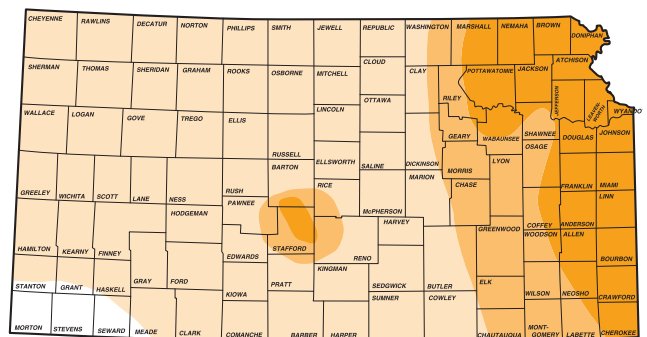 CHEYENNE RAWLINS DECATUR NORTON PHILLIPS SMITH JEWELL REPUBLIC WASHINGTON MARSHALL NEMAHA BROWN
DONIPHAN
SHERMAN THOMAS SHERIDAN GRAHAM ROOKS OSBORNE MITCHELL CLOUD CLAY POTTAWATOMIE JACKSON ATCHISON
RILEY JEFFERSON LEAVEN-
WORTH
WYANDO
OTTAWA
LINCOLN
WALLACE LOGAN GOVE TREGO ELLIS RUSSELL ELLSWORTH SALINE DICKINSON GEARY WABAUNSEE SHAWNEE DOUGLAS JOHNSON
OSAGE
LYON
MORRIS
GREELEY WICHITA SCOTT LANE NESS RUSH BARTON RICE McPHERSON MARION CHASE FRANKLIN MIAMI
PAWNEE
HODGEMAN
HARVEY
LINN
COFFEY ANDERSON
HAMILTON KEARNY FINNEY EDWARDS STAFFORD RENO GREENWOOD WOODSON ALLEN BOURBON
KINGMAN
STANTON GRANT HASKELL GRAY FORD KIOWA PRATT SEDGWICK BUTLER ELK WILSON NEOSHO CRAWFORD
SUMNER COWLEY
MORTON STEVENS SEWARD MEADE CLARK COMANCHE BARBER HARPER CHAUTAUQUA MONT-
GOMERY
LABETTE CHEROKEE